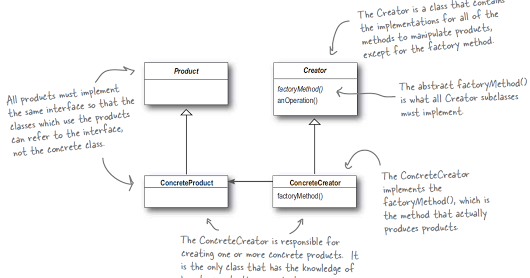 The Creator is a class that contains
the implementations for all of the
methods to manipulate products,
except for the factory method.
Product
Creator
factoryMethod()
anOperation()
The abstract factoryMethod()
is what all Creator subclasses
must implement.
All products must implement
the same interface so that the
classes which use the products
can refer to the interface,
not the concrete class.
ConcreteProduct
ConcreteCreator
factoryMethod()
The ConcreteCreator
implements the
factoryMethod(), which is
the method that actually
produces products.
The ConcreteCreator is responsible for
creating one or more concrete products. It
is the only class that has the knowledge of